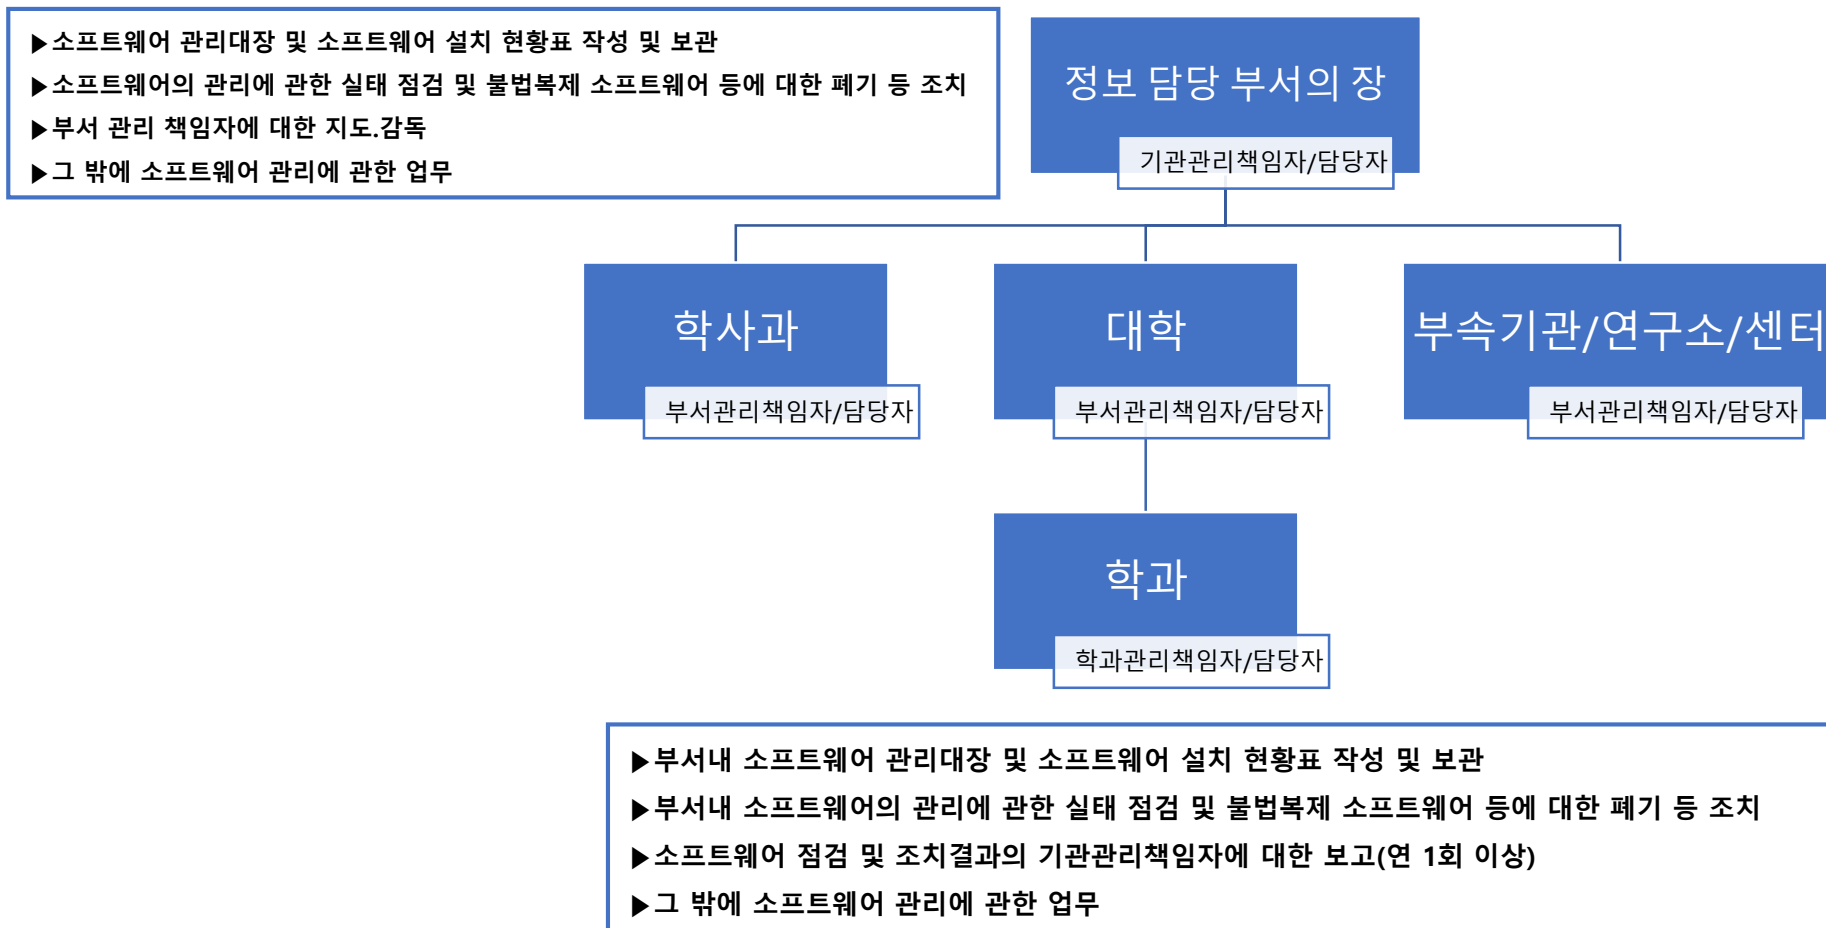 ▶소프트웨어 관리대장 및 소프트웨어 설치 현황표 작성 및 보관
▶소프트웨어의 관리에 관한 실태 점검 및 불법복제 소프트웨어 등에 대한 폐기 등 조치
▶부서 관리 책임자에 대한 지도.감독
▶그 밖에 소프트웨어 관리에 관한 업무
정보 담당 부서의 장
기관관리책임자/담당자
학사과
부서관리책임자/담당자
대학
부서관리책임자/담당자
부속기관/연구소/센터
부서관리책임자/담당자
학과
학과관리책임자/담당자
▶부서내 소프트웨어 관리대장 및 소프트웨어 설치 현황표 작성 및 보관
▶부서내 소프트웨어의 관리에 관한 실태 점검 및 불법복제 소프트웨어 등에 대한 폐기 등 조치
▶소프트웨어 점검 및 조치결과의 기관관리책임자에 대한 보고(연 1회 이상)
▶그 밖에 소프트웨어 관리에 관한 업무